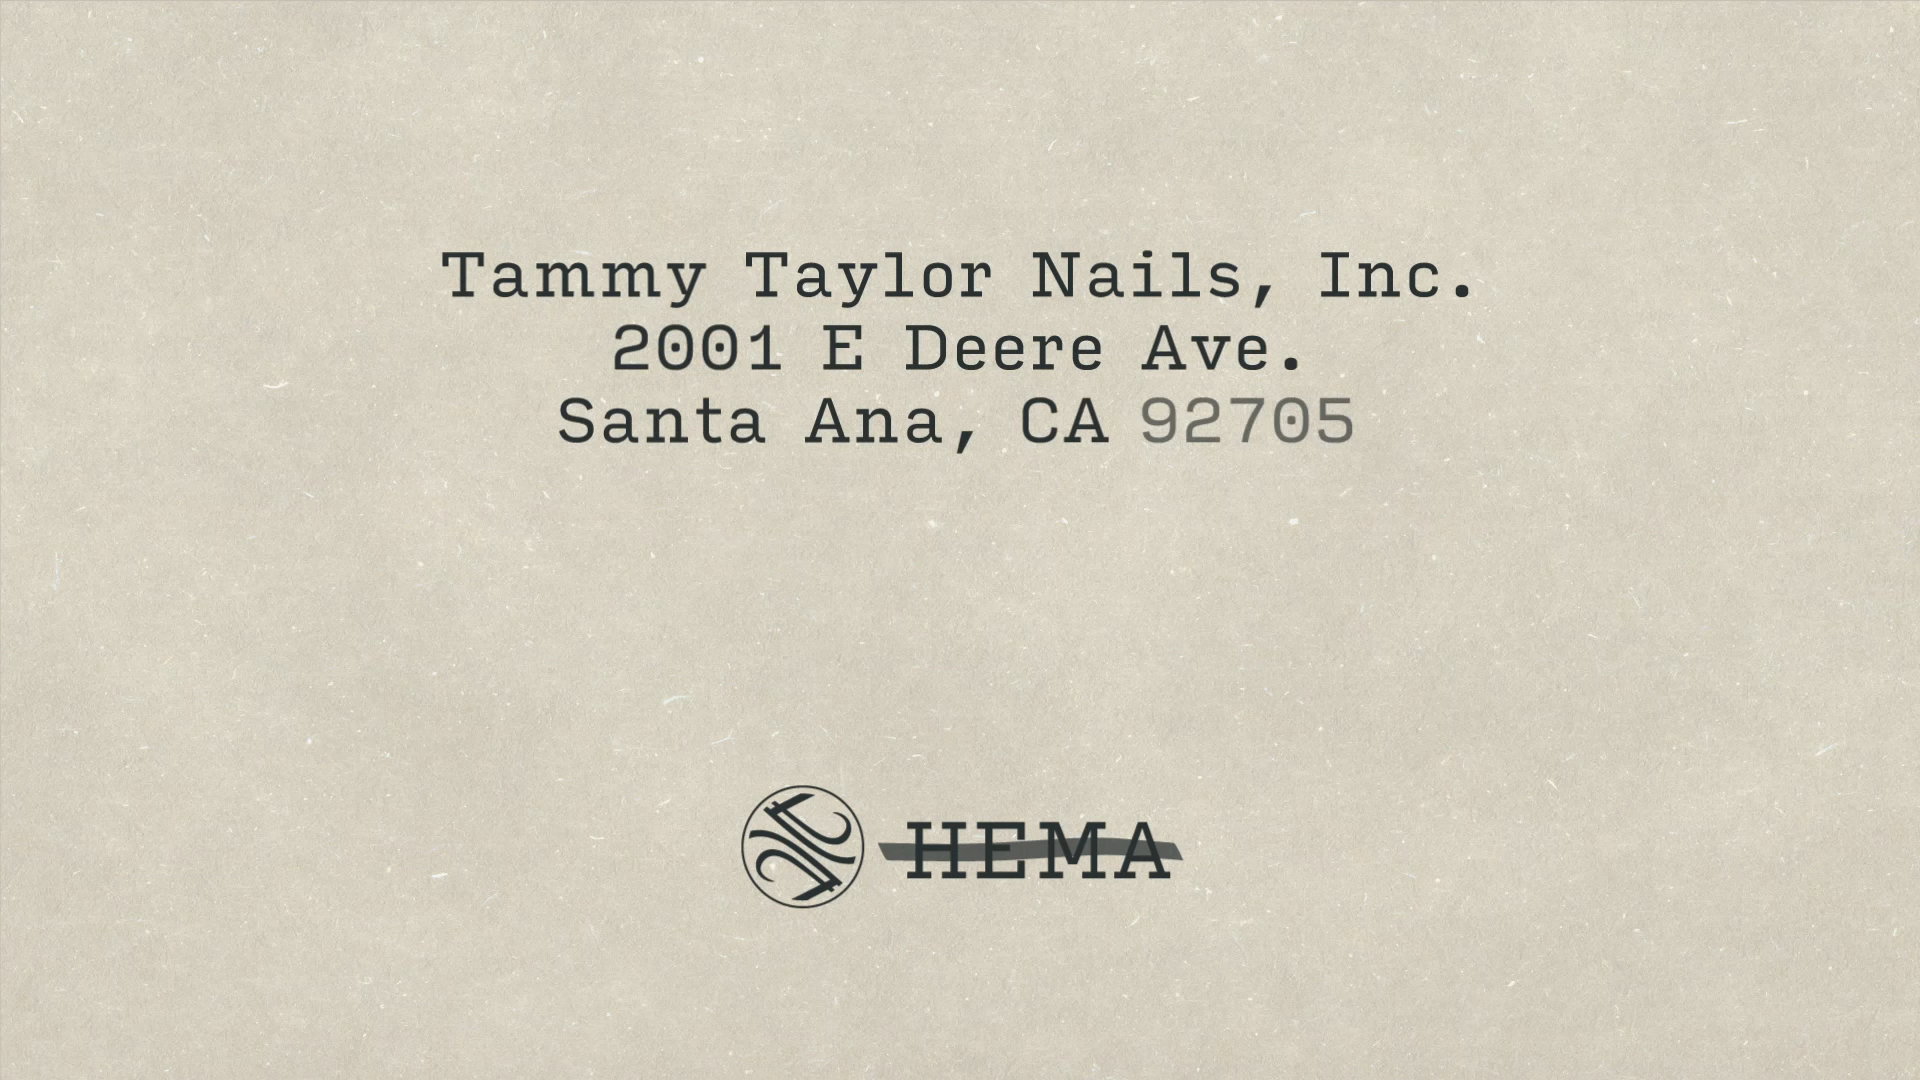 Tammy Taylor Nails, Inc.
2001 E Deere Ave.
Santa Ana, CA 92705
HEMA